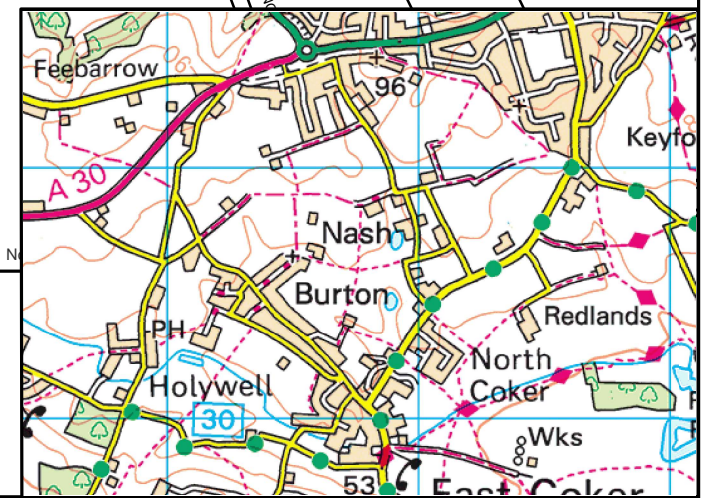 Feebarrow
96
Keyfo
A 30
Nash
Burton
Redlands
PH
North
Coker
Holywell
30
Wks
53
East Coker